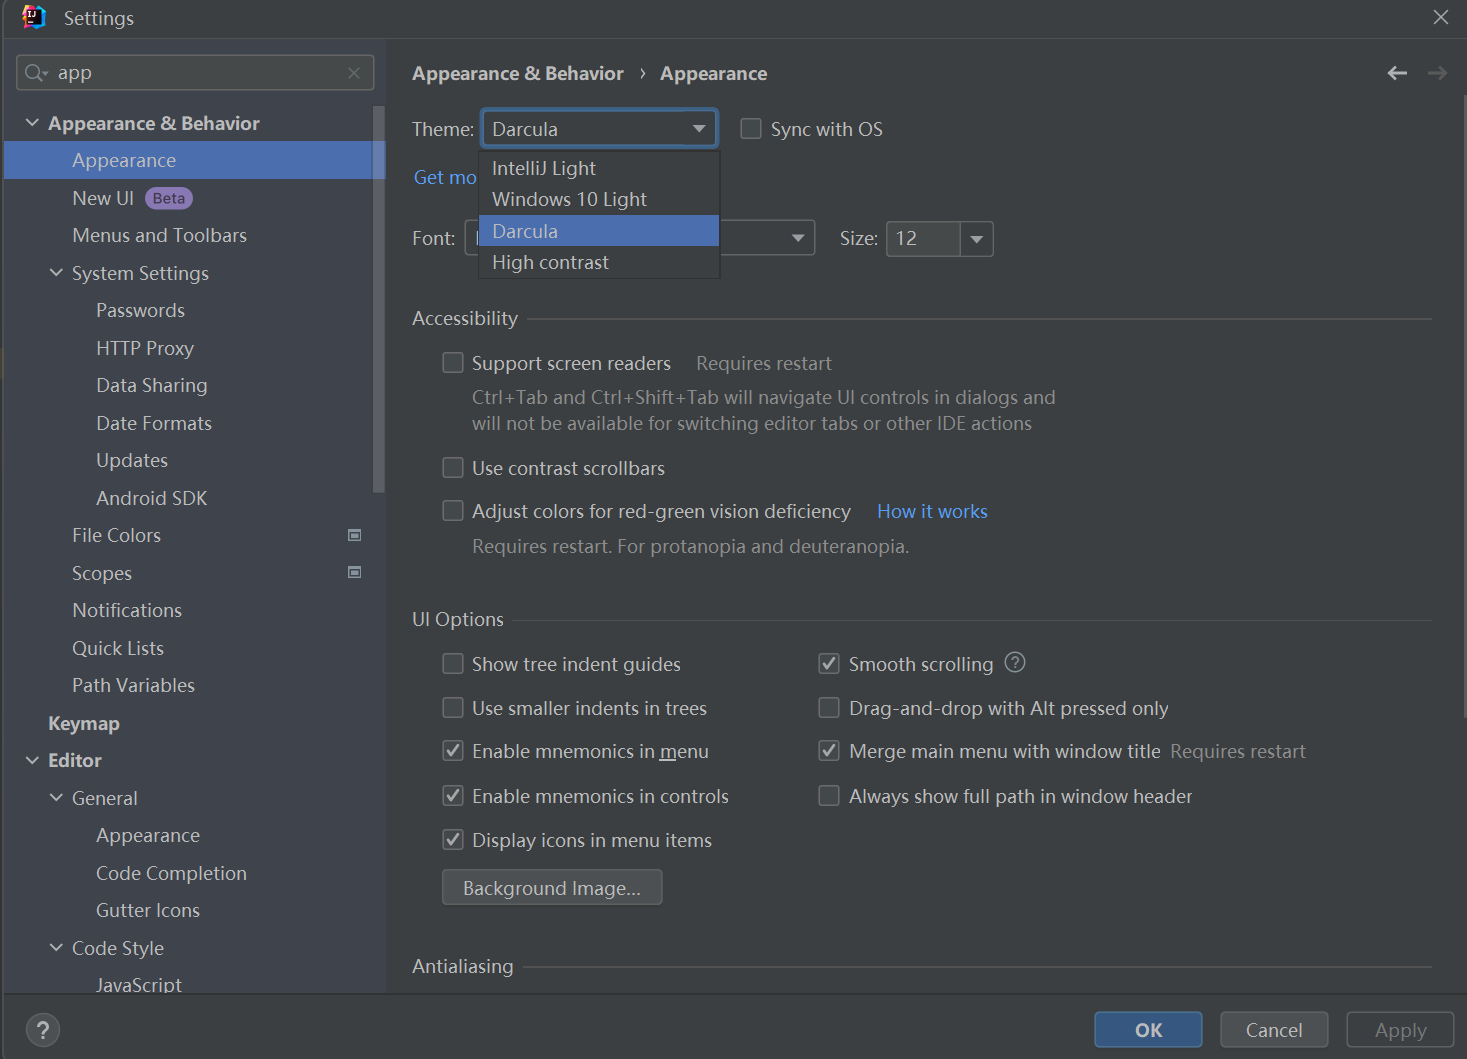 Settings
app
Appearance & Behavior
Appearance
New UI Beta
Menus and Toolbars
System Settings
Passwords
HTTP Proxy
Data Sharing
Date Formats
Updates
Android SDK
File Colors
Scopes
Notifications
Quick Lists
Path Variables
Keymap
Editor
General
Appearance
Code Completion
Gutter Icons
Code Style
JavaScript
Appearance & Behavior › Appearance
Theme: Darcula Sync with OS
IntelliJ Light
Get mo
Windows 10 Light
Darcula
High contrast
Font: Size: 12
Accessibility
Support screen readers Requires restart
Ctrl+Tab and Ctrl+Shift+Tab will navigate UI controls in dialogs and
will not be available for switching editor tabs or other IDE actions
Use contrast scrollbars
Adjust colors for red-green vision deficiency How it works
Requires restart. For protanopia and deuteranopia.
UI Options
Show tree indent guides Smooth scrolling ?
Use smaller indents in trees Drag-and-drop with Alt pressed only
Enable mnemonics in menu Merge main menu with window title Requires restart
Enable mnemonics in controls Always show full path in window header
Display icons in menu items
Background Image...
Antialiasing
? OK Cancel Apply